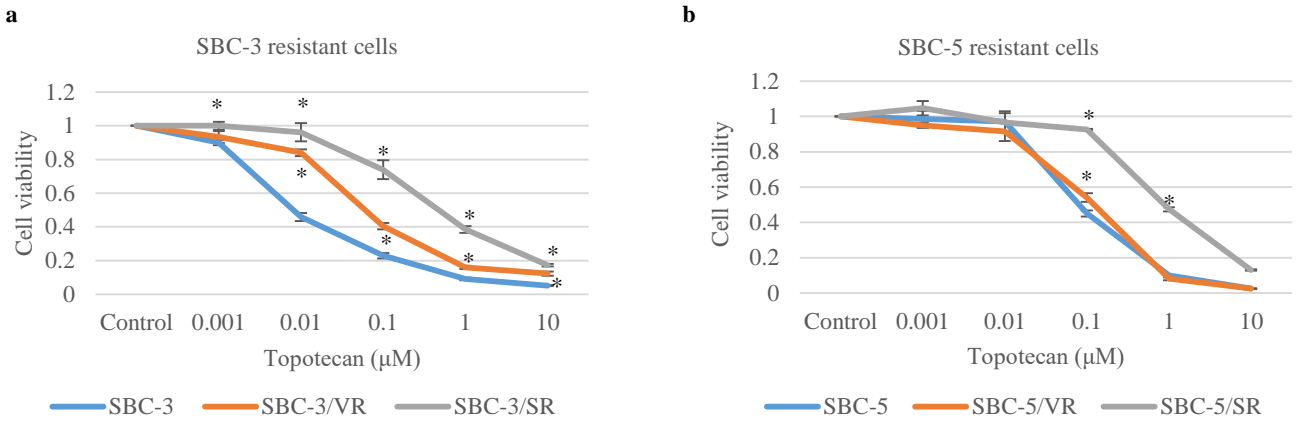 a
SBC-3 resistant cells
Cell viability
1.2
1
0.8
0.6
0.4
0.2
0
* * * * * * * * *
Control 0.001 0.01 0.1 1 10
Topotecan (μM)
SBC-3 SBC-3/VR SBC-3/SR
b
SBC-5 resistant cells
Cell viability
1.2
1
0.8
0.6
0.4
0.2
0
* * *
Control 0.001 0.01 0.1 1 10
Topotecan (μM)
SBC-5 SBC-5/VR SBC-5/SR